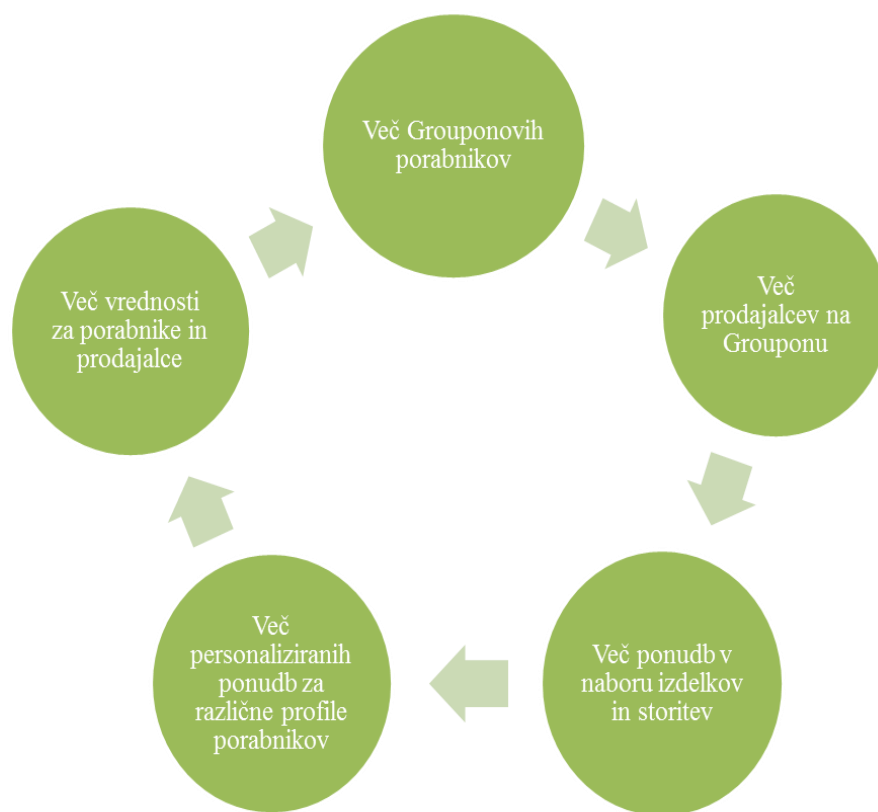 Več Grouponovih
porabnikov
Več
prodajalcev na
Grouponu
Več ponudb v
naboru izdelkov
in storitev
Več
personaliziranih
ponudb za
različne profile
porabnikov
Več vrednosti
za porabnike in
prodajalce